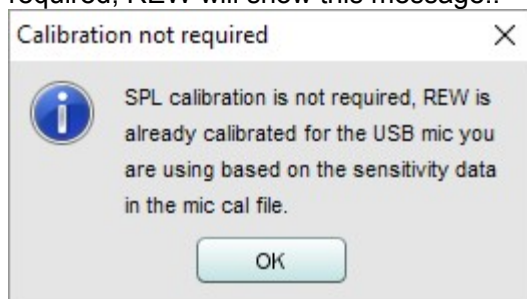 required, REW will show this message..
Calibration not required
SPL calibration is not required, REW is
already calibrated for the USB mic you
are using based on the sensitivity data
in the mic cal file.
OK